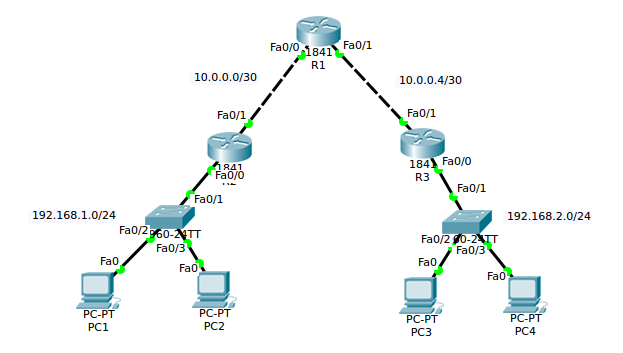 Fa0/0
Fa0/1
1841
R1
10.0.0.0/30
10.0.0.4/30
Fa0/1
Fa0/1
1841
Fa0/0
1841
R3
Fa0/0
Fa0/1
Fa0/1
192.168.1.0/24
192.168.2.0/24
Fa0/2
60-24TT
Fa0/3
Fa0/2
60-24TT
Fa0/3
Fa0
Fa0
Fa0
Fa0
PC-PT
PC1
PC-PT
PC2
PC-PT
PC3
PC-PT
PC4